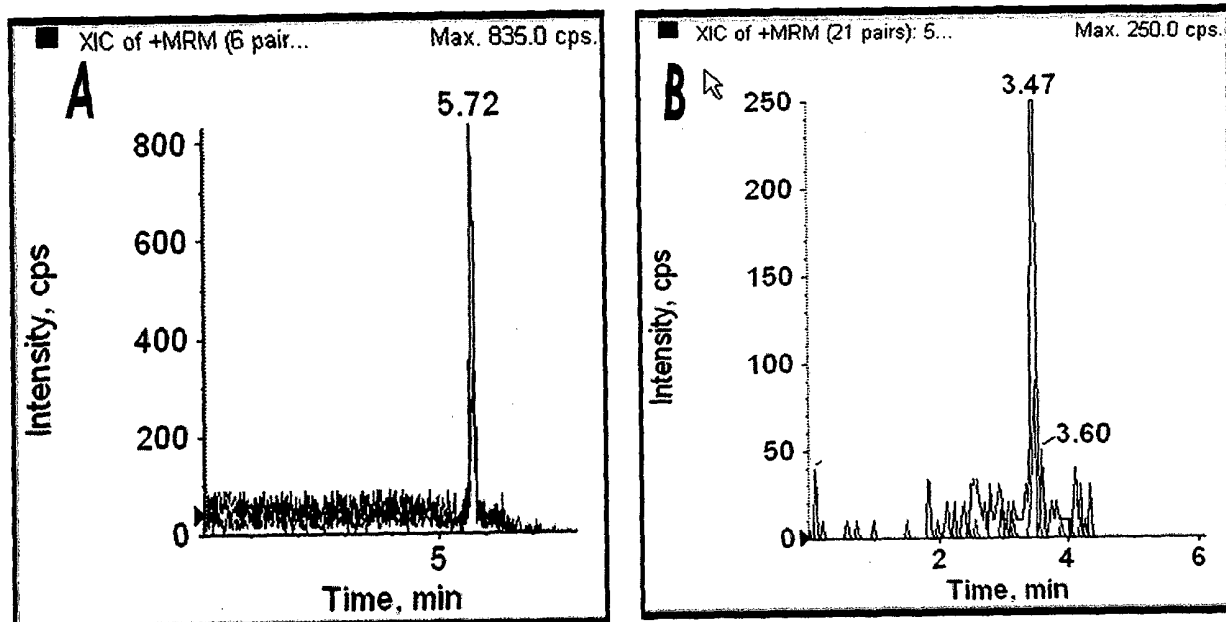 XIC of +MRM (6 pair...
Max. 835.0 cps.
A
5.72
800
600
400
200
0
5
Intensity, cps
Time, min
XIC of +MRM (21 pairs): 5...
Max. 250.0 cps.
B
3.47
250
200
150
100
50
0
3.60
2
4
6
Intensity, cps
Time, min